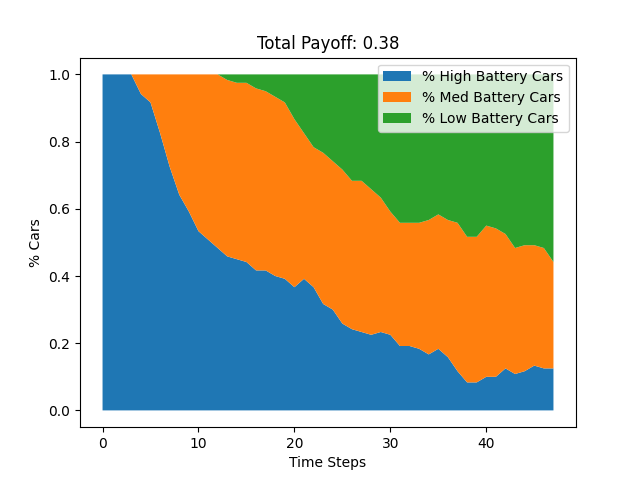 Total Payoff: 0.38
% High Battery Cars
% Med Battery Cars
% Low Battery Cars
1.0
0.8
0.6
0.4
0.2
0.0
% Cars
0 10 20 30 40
Time Steps